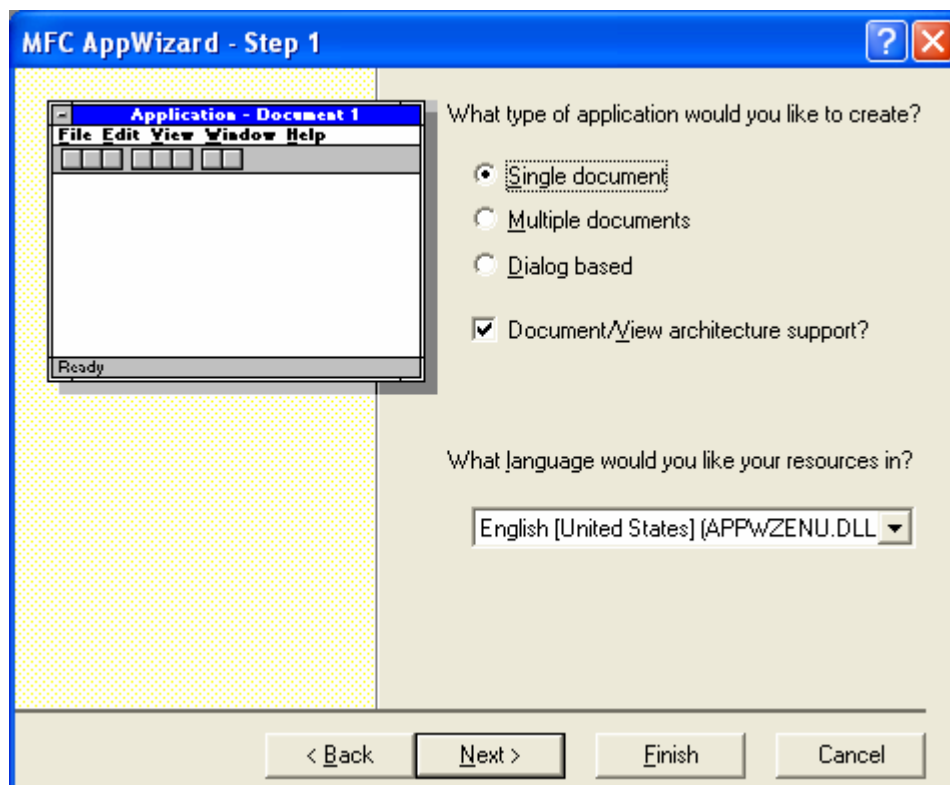 MFC AppWizard - Step 1
?
Application - Document 1
File Edit View Window Help
Ready
What type of application would you like to create?
Single document
Multiple documents
Dialog based
Document/View architecture support?
What language would you like your resources in?
English [United States] (APPWZENU.DLL
< Back
Next >
Finish
Cancel